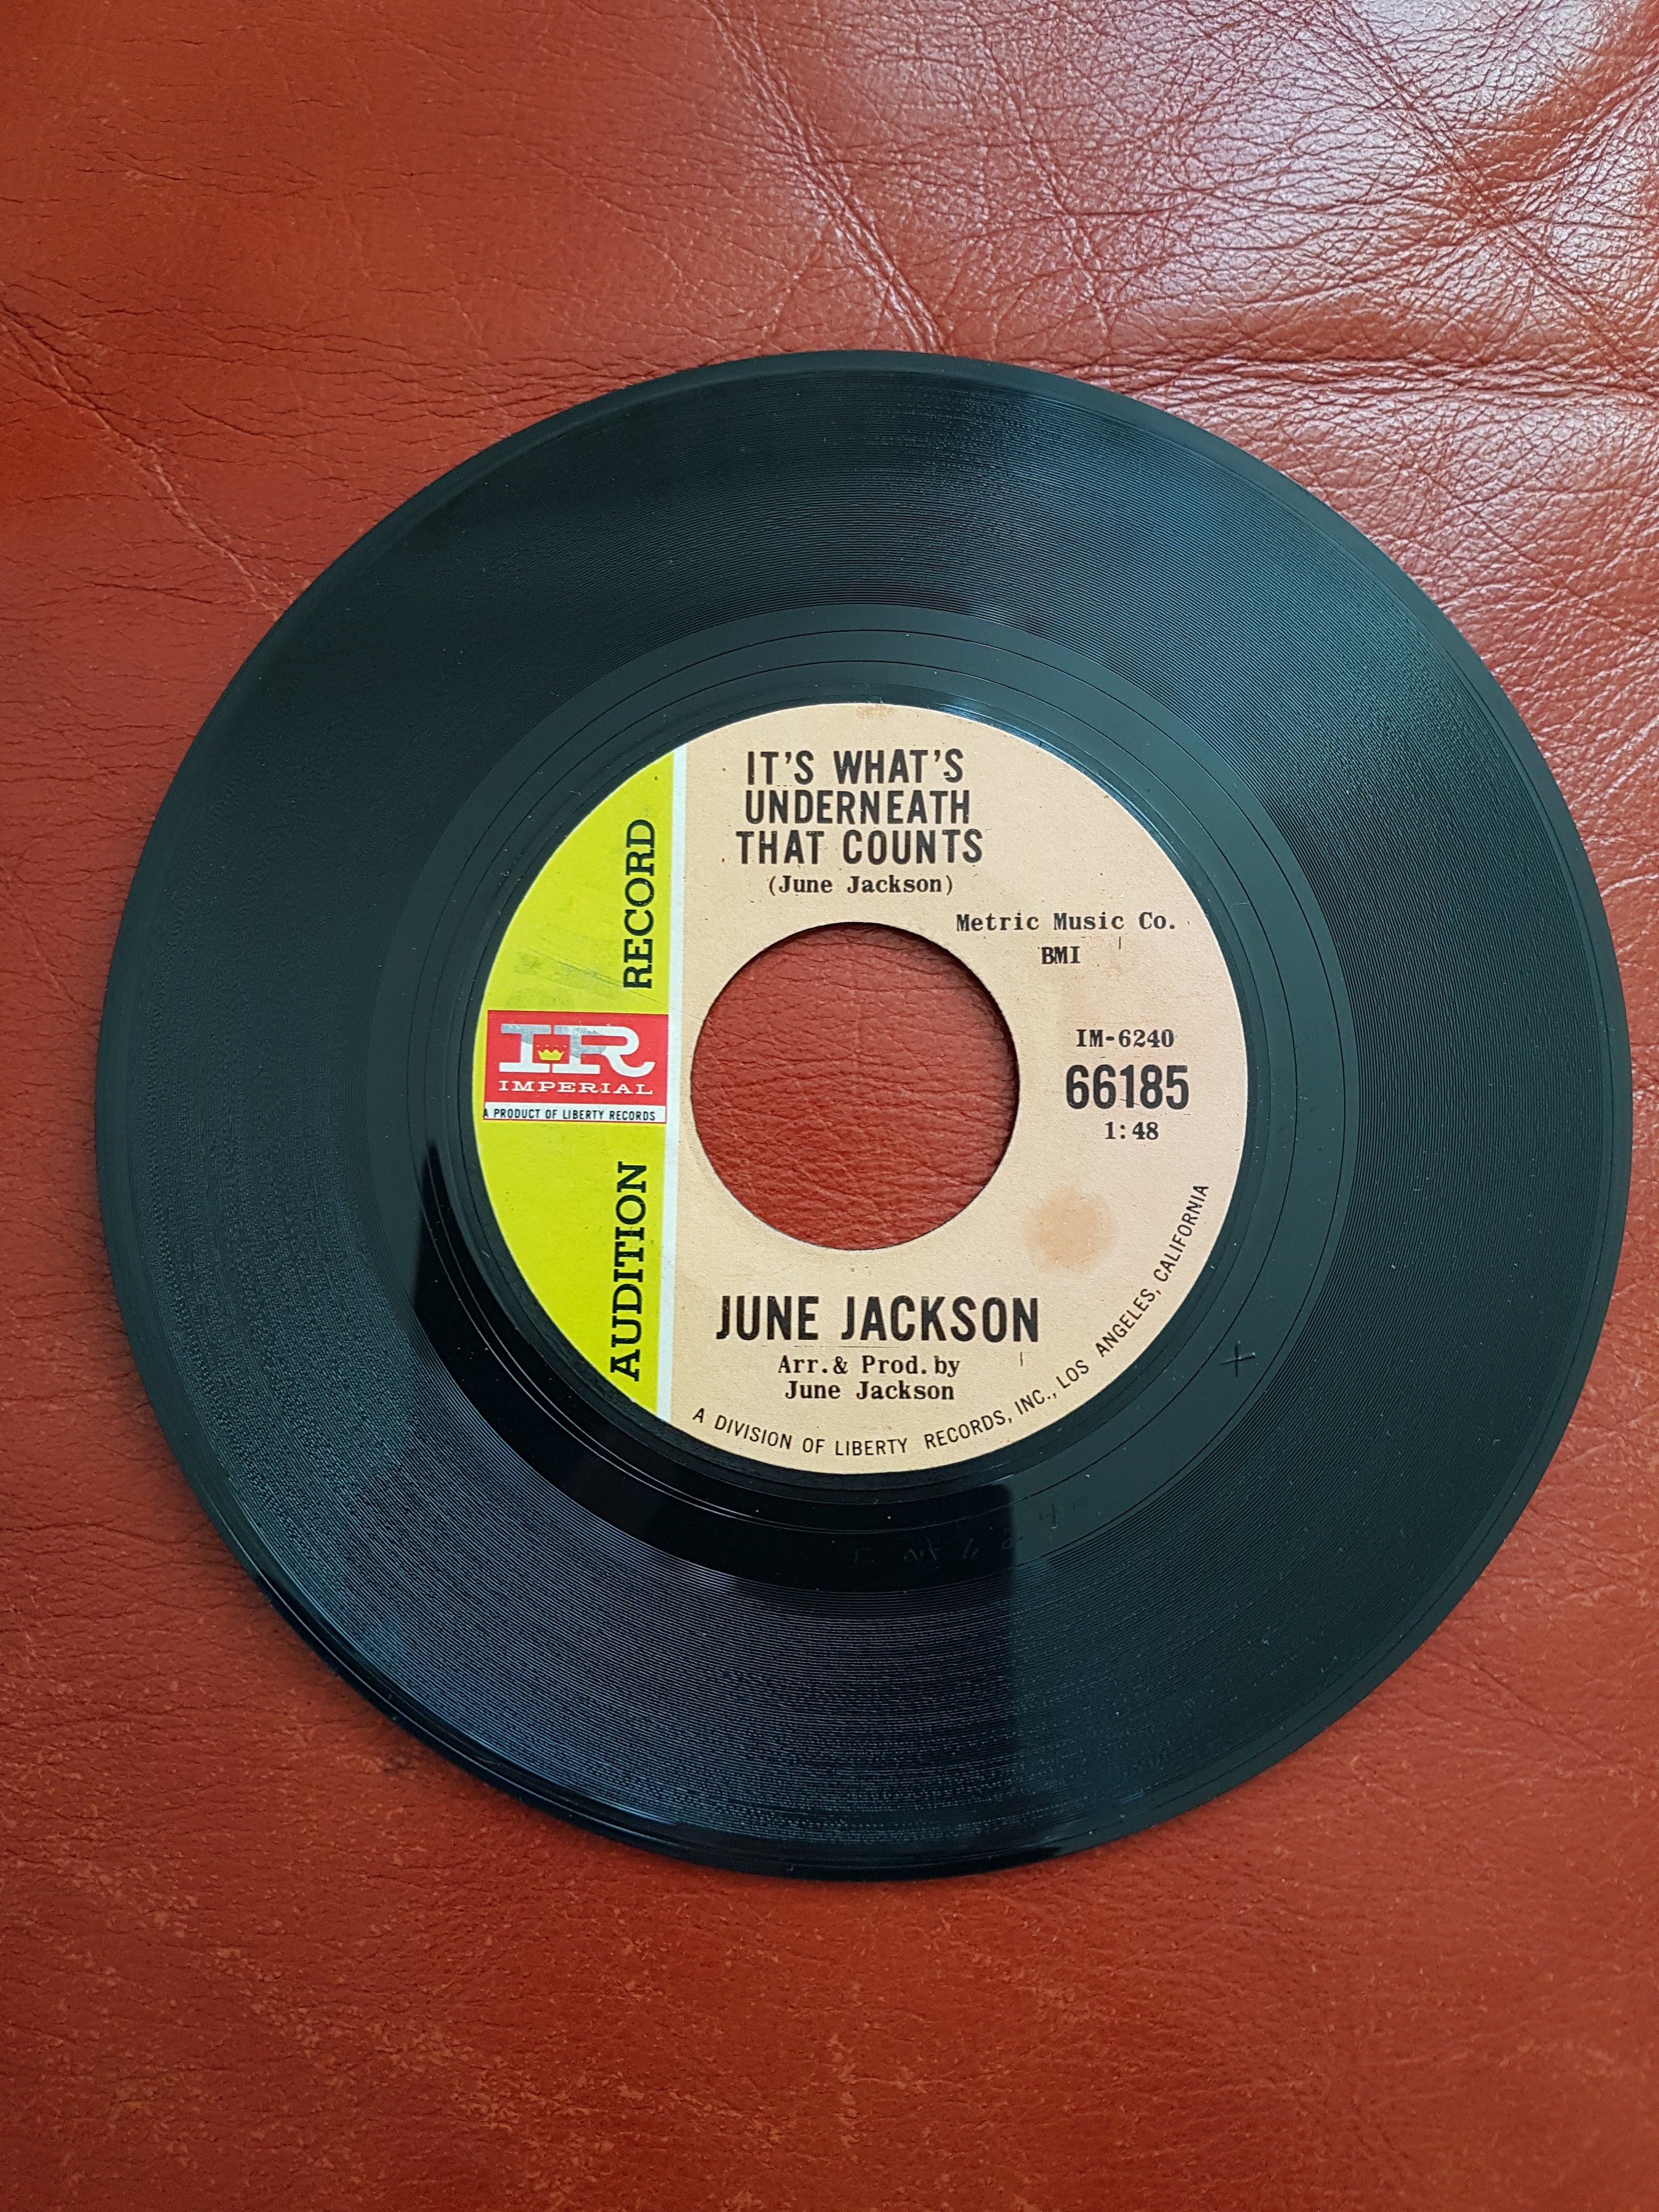 IT'S WHAT'S
UNDERNEATH
THAT COUNTS
(June Jackson)
Metric Music Co.
BMI
IM-6240
66185
1:48
AUDITION RECORD
IR
IMPERIAL
A PRODUCT OF LIBERTY RECORDS
JUNE JACKSON
Arr.& Prod. by
June Jackson
A DIVISION OF LIBERTY RECORDS, INC., LOS ANGELES, CALIFORNIA